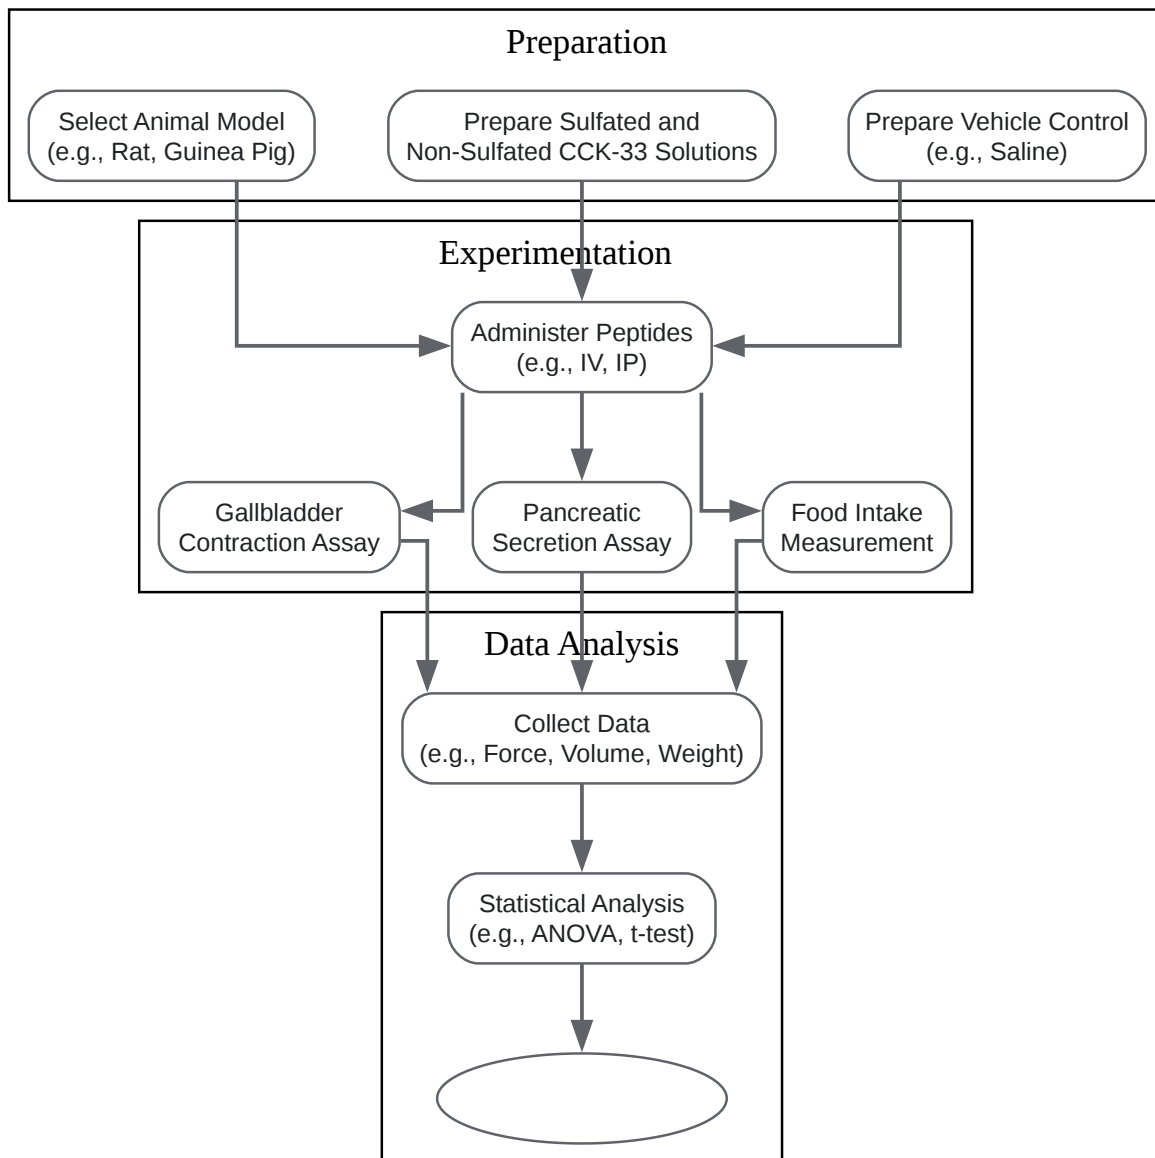 Preparation
Select Animal Model
(e.g., Rat, Guinea Pig)
Prepare Sulfated and
Non-Sulfated CCK-33 Solutions
Prepare Vehicle Control
(e.g., Saline)
Experimentation
Administer Peptides
(e.g., IV, IP)
Gallbladder
Contraction Assay
Pancreatic
Secretion Assay
Food Intake
Measurement
Data Analysis
Collect Data
(e.g., Force, Volume, Weight)
Statistical Analysis
(e.g., ANOVA, t-test)